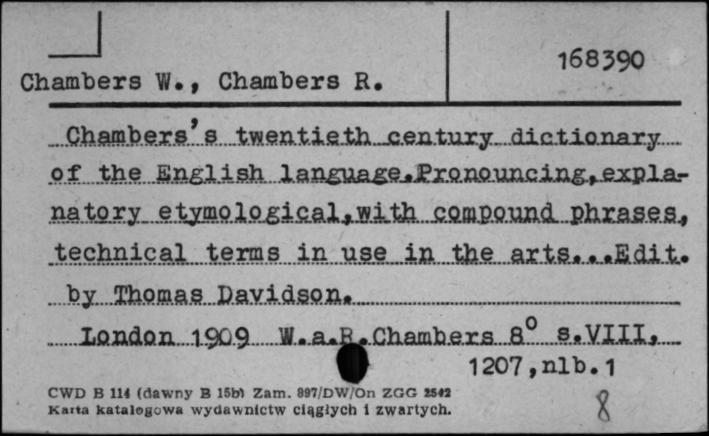 168390
Chambers W., Chambers R.
Chambers's twentieth century dictionary
of the English language.Pronouncing,expla-
natory etymological,with compound phrases,
technical terms in use in the arts...Edit.
by Thomas Davidson.
London 1909 W.a.R.Chambers 8° s.VIII,
1207,nlb.1
CWD B 114 (dawny B 15b) Zam. 897/DW/On ZGG 2542
Karta katalogowa wydawnictw ciągłych i zwartych.
8